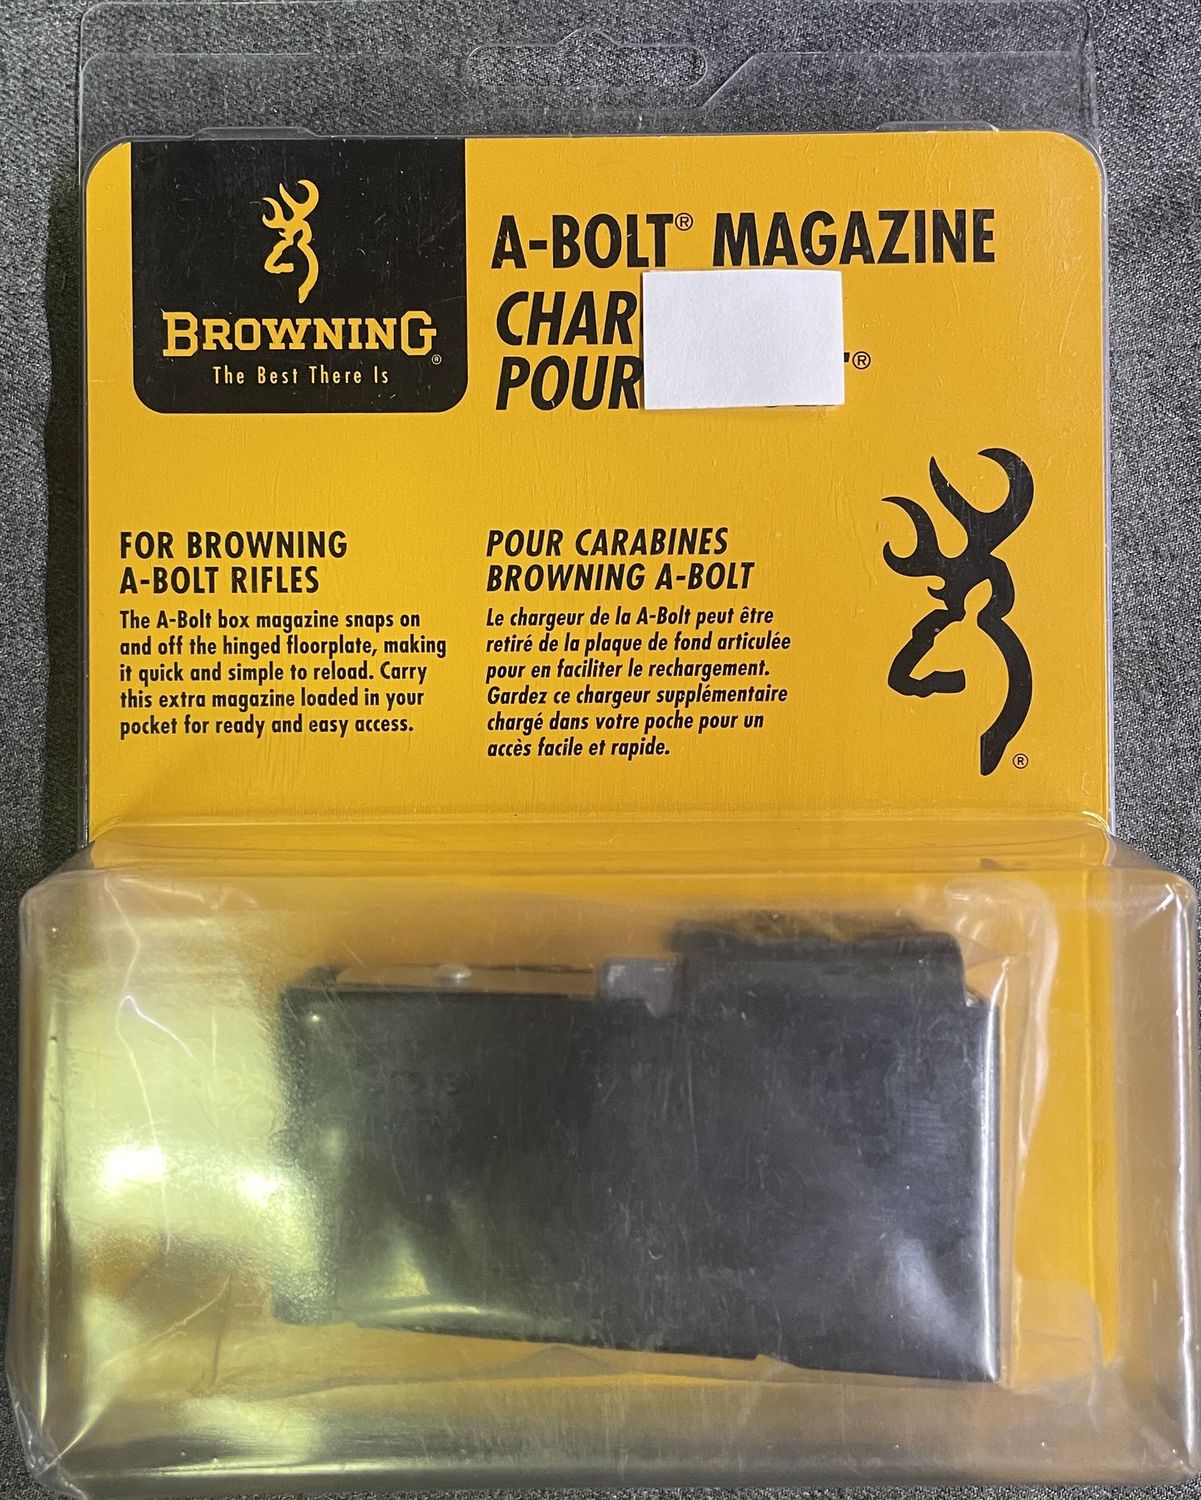 BROWNING®
The Best There Is
A-BOLT® MAGAZINE
CHAR
POUR ®
FOR BROWNING
A-BOLT RIFLES
The A-Bolt box magazine snaps on
and off the hinged floorplate, making
it quick and simple to reload. Carry
this extra magazine loaded in your
pocket for ready and easy access.
POUR CARABINES
BROWNING A-BOLT
Le chargeur de la A-Bolt peut être
retiré de la plaque de fond articulée
pour en faciliter le rechargement.
Gardez ce chargeur supplémentaire
chargé dans votre poche pour un
accès facile et rapide.
®